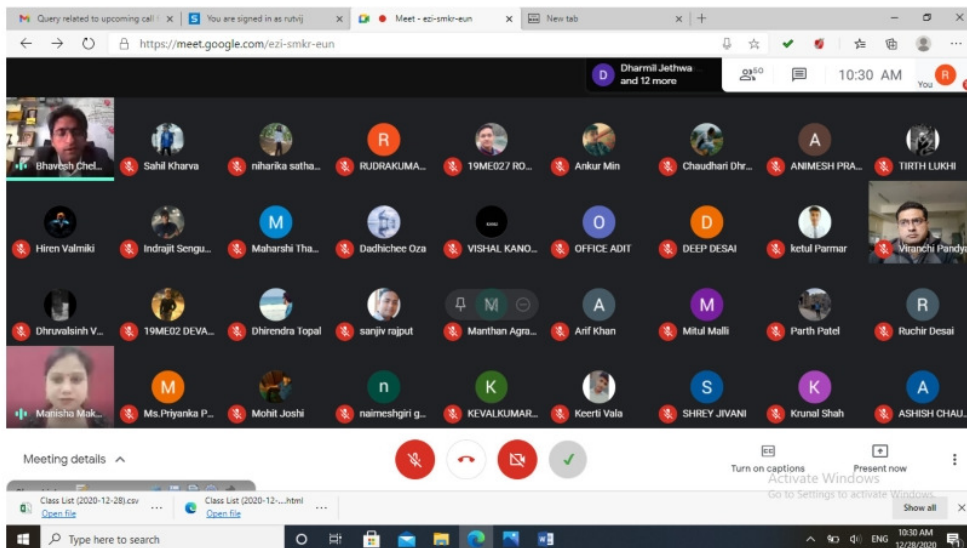 Query related to upcoming call f
You are signed in as rutvij
Meet - ezi-smkr-eun
New tab
https://meet.google.com/ezi-smkr-eun
D
Dharmil Jethwa
and 12 more
50
10:30 AM
You
R
Bhavesh Chel...
Sahil Kharva
niharika satha...
R
RUDRAKUMA...
19ME027 RO...
Ankur Min
Chaudhari Dhr...
A
ANIMESH PRA...
TIRTH LUKHI
Hiren Valmiki
Indrajit Sengu...
M
Maharshi Tha...
Dadhichee Oza
VISHAL KANO...
O
OFFICE ADIT
D
DEEP DESAI
ketul Parmar
Viranchi Pandya
Dhruvalsinh V...
19ME02 DEVA...
Dhirendra Topal
sanjiv rajput
M
Manthan Agra...
A
Arif Khan
M
Mitul Malli
Parth Patel
R
Ruchir Desai
Manisha Mak...
M
Ms.Priyanka P...
Mohit Joshi
n
naimeshgiri g...
K
KEVALKUMAR...
Keerti Vala
S
SHREY JIVANI
K
Krunal Shah
A
ASHISH CHAU...
Meeting details
Turn on captions
Present now
Activate Windows
Go to Settings to activate Windows.
Class List (2020-12-28).csv
Open file
Class List (2020-12-....html
Open file
Show all
Type here to search
ENG
10:30 AM
12/28/2020